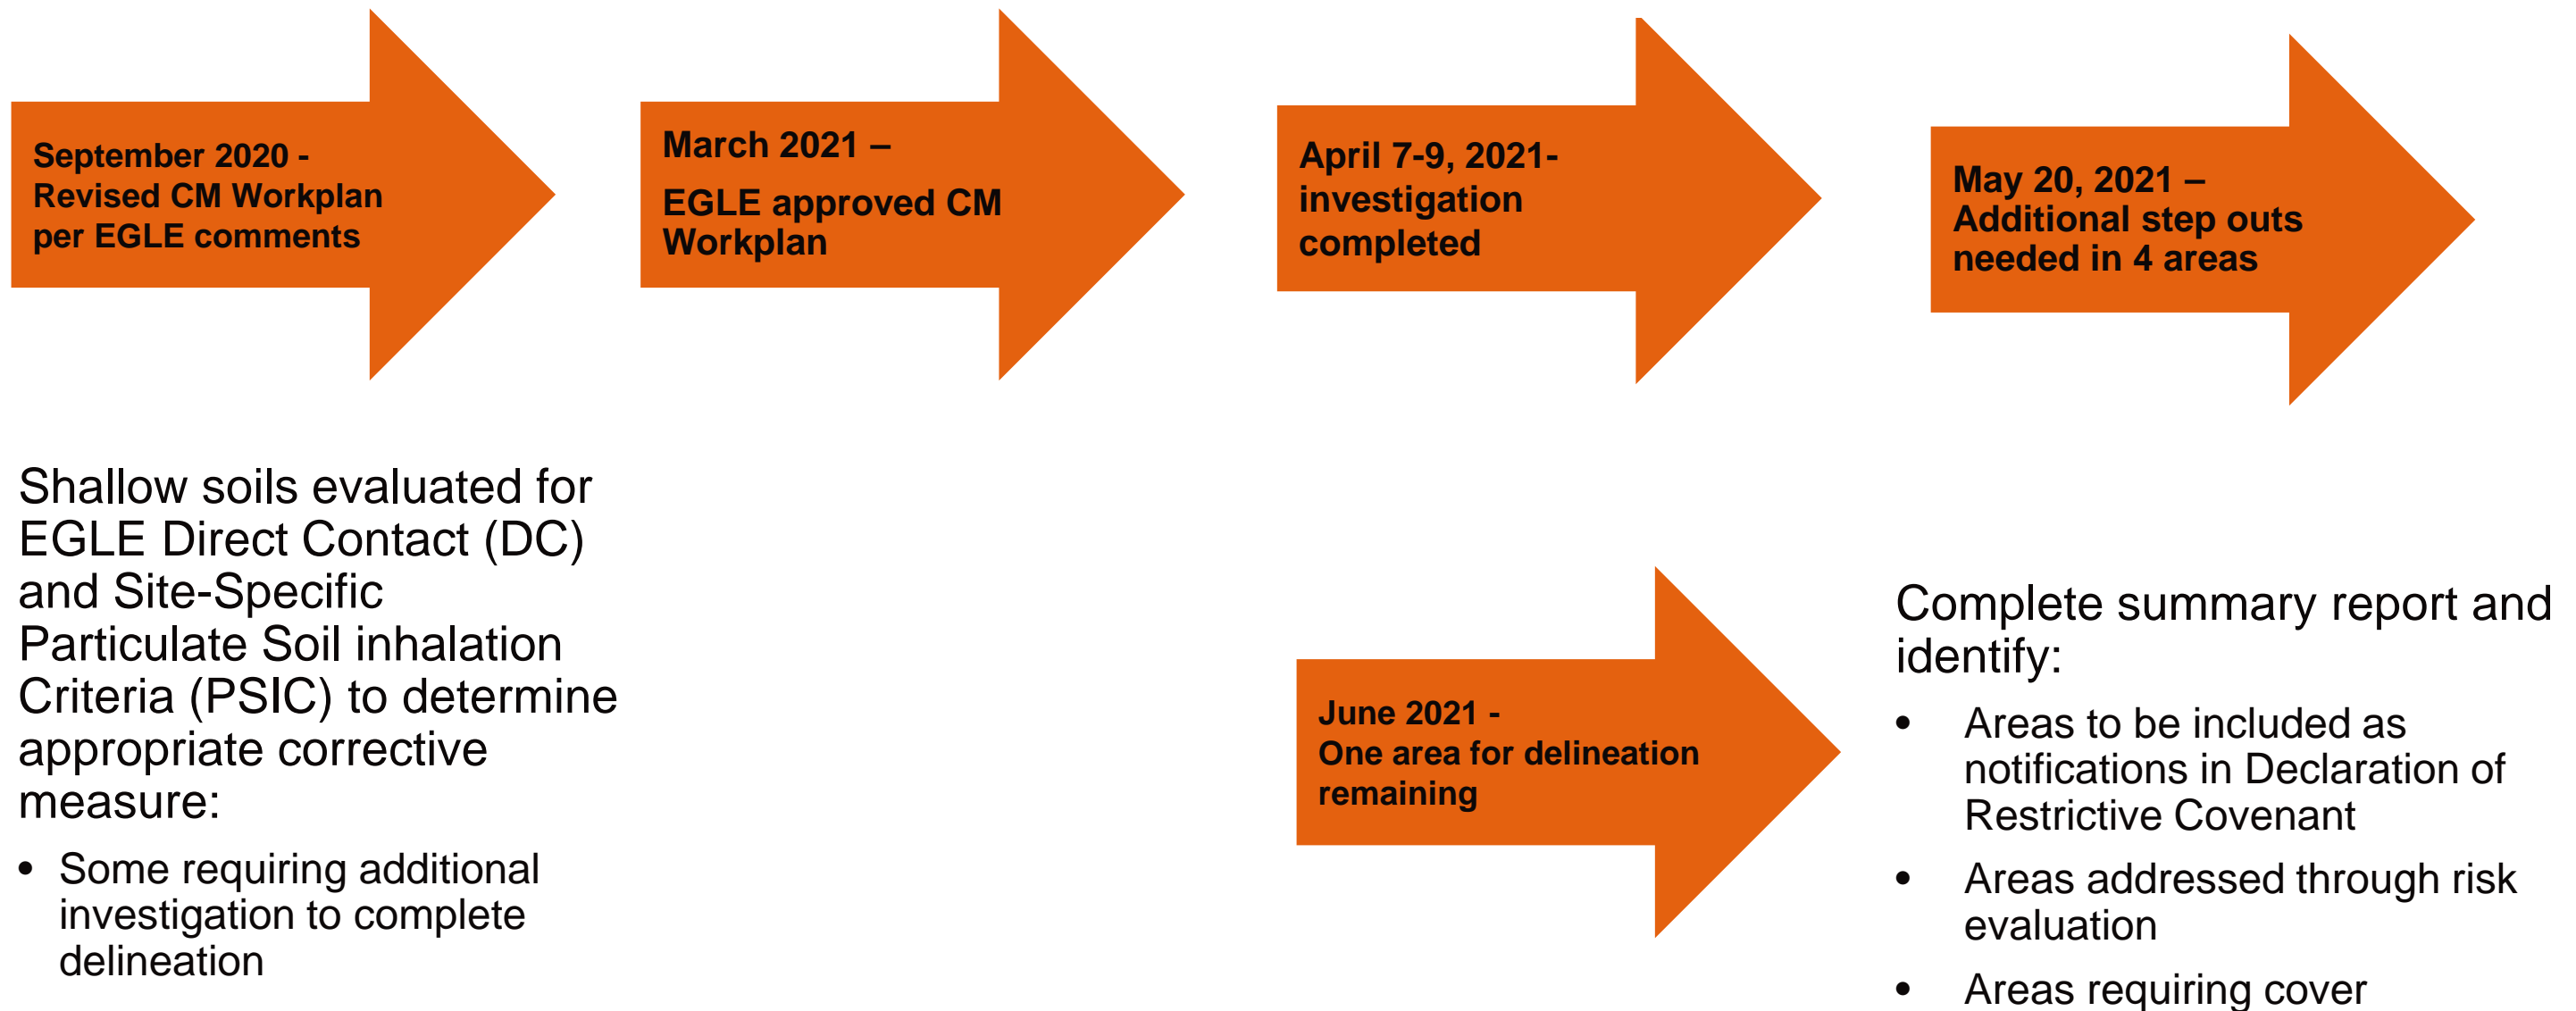 September 2020 -
Revised CM Workplan
per EGLE comments
March 2021 –
EGLE approved CM
Workplan
April 7-9, 2021-
investigation
completed
May 20, 2021 –
Additional step outs
needed in 4 areas
Shallow soils evaluated for
EGLE Direct Contact (DC)
and Site-Specific
Particulate Soil inhalation
Criteria (PSIC) to determine
appropriate corrective
measure:
• Some requiring additional
investigation to complete
delineation
June 2021 -
One area for delineation
remaining
Complete summary report and
identify:
• Areas to be included as
notifications in Declaration of
Restrictive Covenant
• Areas addressed through risk
evaluation
• Areas requiring cover